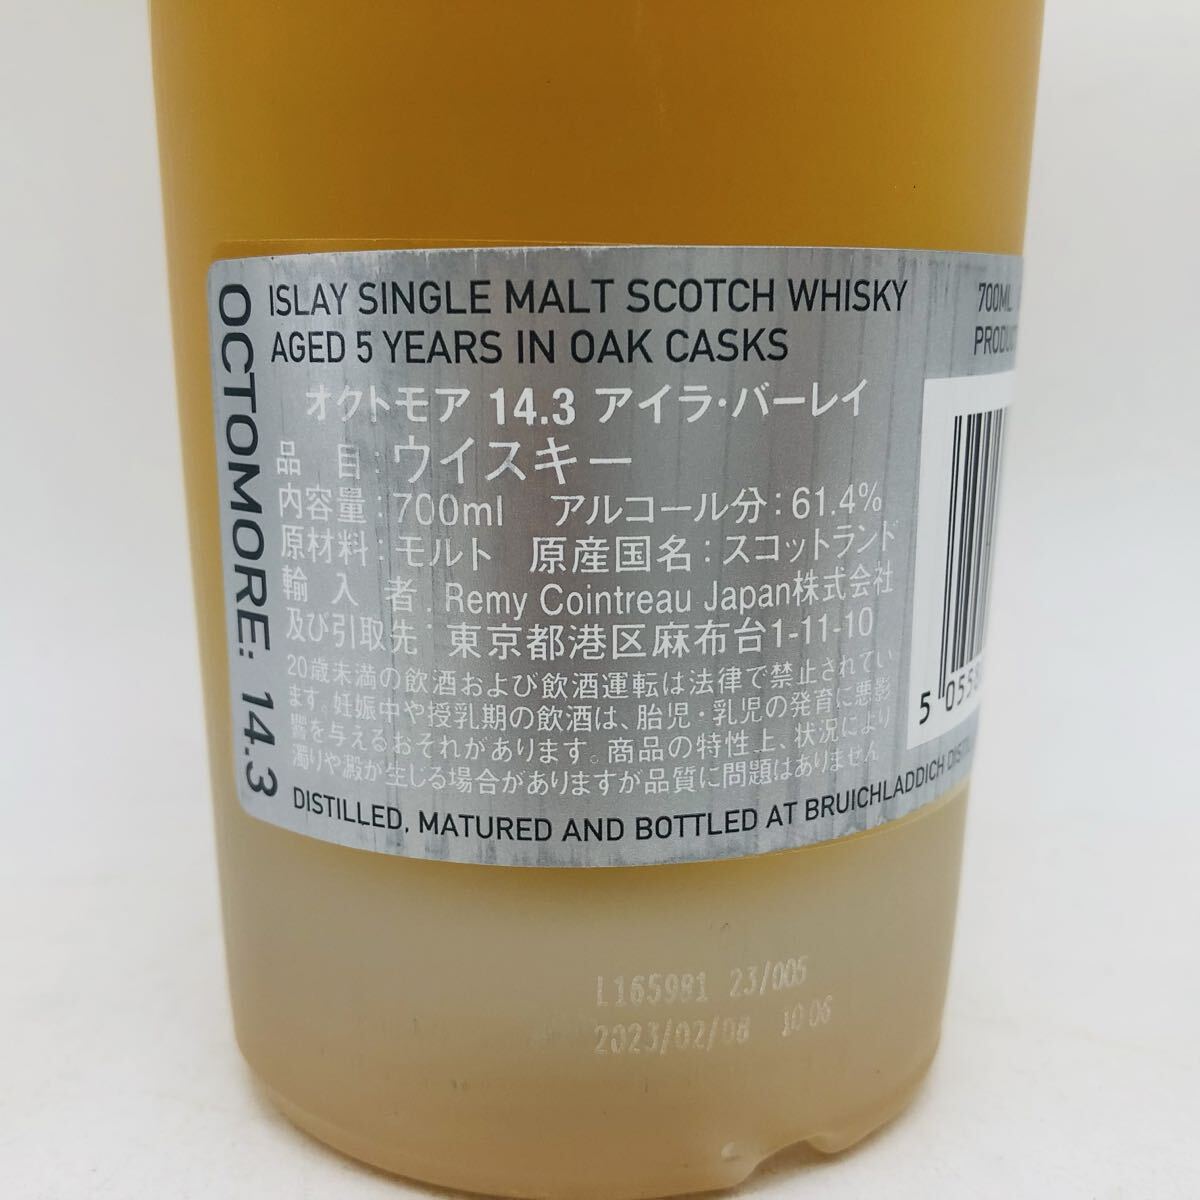 OCTOMORE: 14.3
ISLAY SINGLE MALT SCOTCH WHISKY
AGED 5 YEARS IN OAK CASKS
オクトモア 14.3 アイラ・バーレイ
品目:ウイスキー
内容量:700ml アルコール分:61.4%
原材料:モルト 原産国名:スコットランド
輸入者 . Remy Cointreau Japan株式会社
及び引取先:東京都港区麻布台1-11-10
20歳未満の飲酒および飲酒運転は法律で禁止されてい
ます。妊娠中や授乳期の飲酒は、胎児・乳児の発育に悪影
響を与えるおそれがあります。商品の特性上、状況により
濁りや澱が生じる場合がありますが品質に問題はありません
DISTILLED, MATURED AND BOTTLED AT BRUICHLADDICH
700ML
L165981 23/005
2023/02/08 10:06